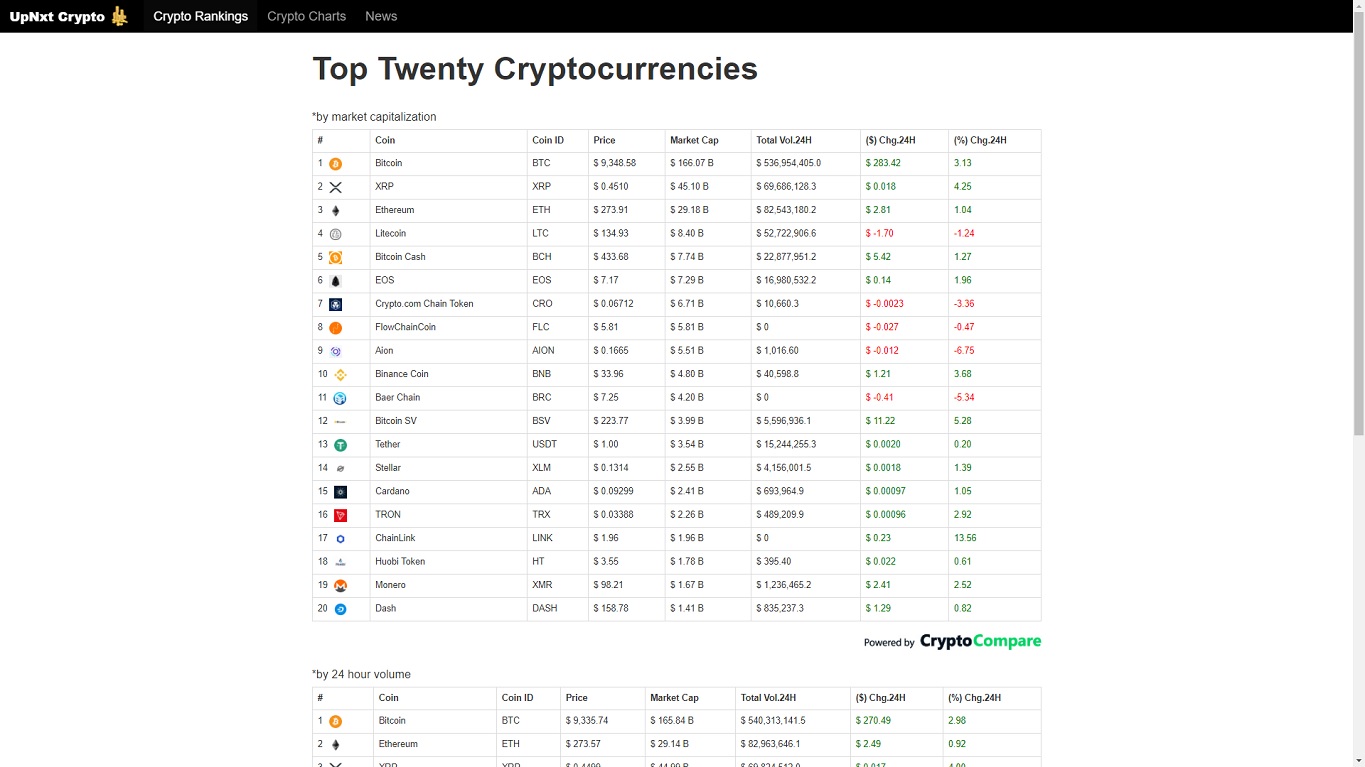 UpNxt Crypto Crypto Rankings Crypto Charts News
Top Twenty Cryptocurrencies
*by market capitalization
# Coin Coin ID Price Market Cap Total Vol.24H ($) Chg.24H (%) Chg.24H
1 Bitcoin BTC $ 9,348.58 $ 166.07 B $ 536,954,405.0 $ 283.42 3.13
2 XRP XRP $ 0.4510 $ 45.10 B $ 69,686,128.3 $ 0.018 4.25
3 Ethereum ETH $ 273.91 $ 29.18 B $ 82,543,180.2 $ 2.81 1.04
4 Litecoin LTC $ 134.93 $ 8.40 B $ 52,722,906.6 $ -1.70 -1.24
5 Bitcoin Cash BCH $ 433.68 $ 7.74 B $ 22,877,951.2 $ 5.42 1.27
6 EOS EOS $ 7.17 $ 7.29 B $ 16,980,532.2 $ 0.14 1.96
7 Crypto.com Chain Token CRO $ 0.06712 $ 6.71 B $ 10,660.3 $ -0.0023 -3.36
8 FlowChainCoin FLC $ 5.81 $ 5.81 B $ 0 $ -0.027 -0.47
9 Aion AION $ 0.1665 $ 5.51 B $ 1,016.60 $ -0.012 -6.75
10 Binance Coin BNB $ 33.96 $ 4.80 B $ 40,598.8 $ 1.21 3.68
11 Baer Chain BRC $ 7.25 $ 4.20 B $ 0 $ -0.41 -5.34
12 Bitcoin SV BSV $ 223.77 $ 3.99 B $ 5,596,936.1 $ 11.22 5.28
13 Tether USDT $ 1.00 $ 3.54 B $ 15,244,255.3 $ 0.0020 0.20
14 Stellar XLM $ 0.1314 $ 2.55 B $ 4,156,001.5 $ 0.0018 1.39
15 Cardano ADA $ 0.09299 $ 2.41 B $ 693,964.9 $ 0.00097 1.05
16 TRON TRX $ 0.03388 $ 2.26 B $ 489,209.9 $ 0.00096 2.92
17 ChainLink LINK $ 1.96 $ 1.96 B $ 0 $ 0.23 13.56
18 Huobi Token HT $ 3.55 $ 1.78 B $ 395.40 $ 0.022 0.61
19 Monero XMR $ 98.21 $ 1.67 B $ 1,236,465.2 $ 2.41 2.52
20 Dash DASH $ 158.78 $ 1.41 B $ 835,237.3 $ 1.29 0.82
Powered by CryptoCompare
*by 24 hour volume
# Coin Coin ID Price Market Cap Total Vol.24H ($) Chg.24H (%) Chg.24H
1 Bitcoin BTC $ 9,335.74 $ 165.84 B $ 540,313,141.5 $ 270.49 2.98
2 Ethereum ETH $ 273.57 $ 29.14 B $ 82,963,646.1 $ 2.49 0.92